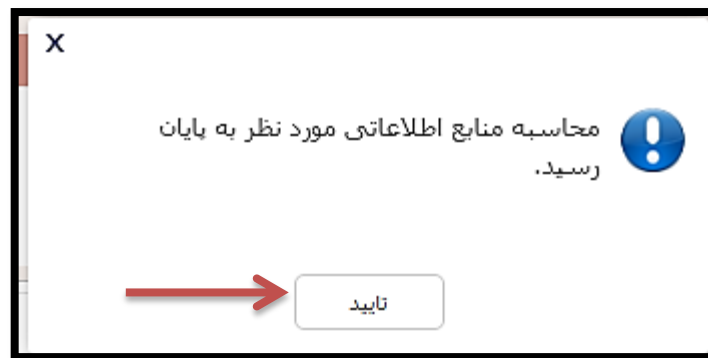 X
محاسبه منابع اطلاعاتی مورد نظر به پایان
رسید.
تایید